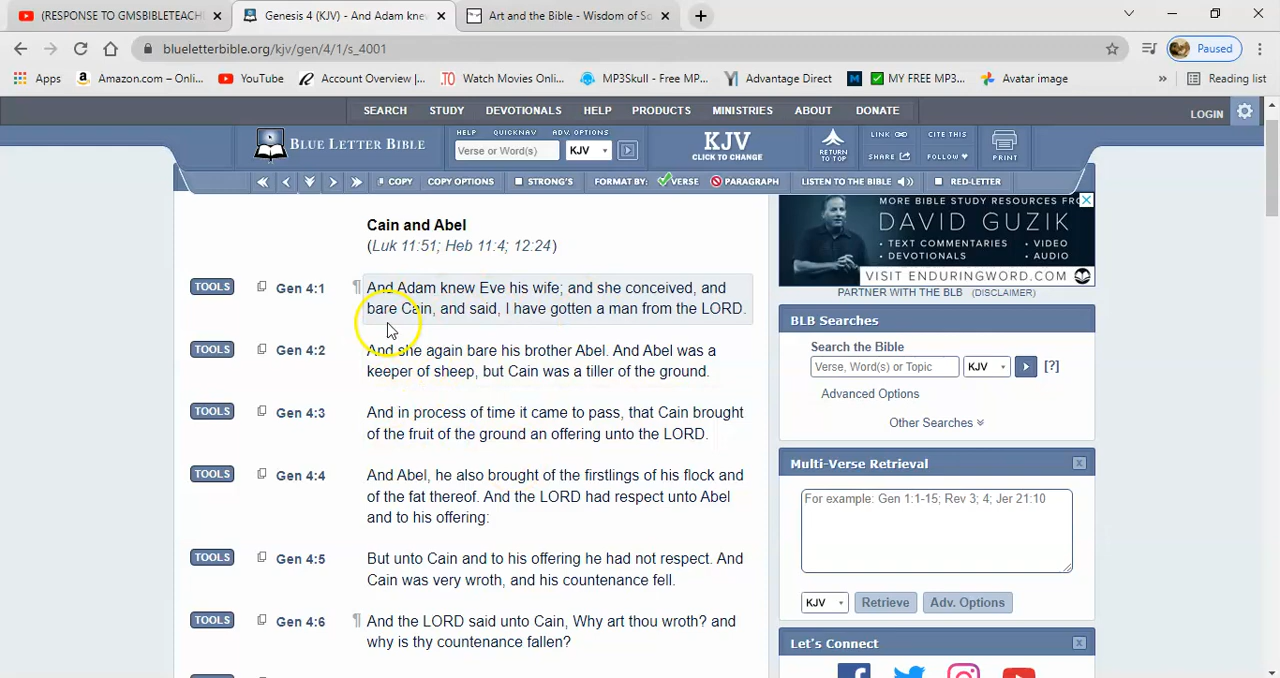 (RESPONSE TO GMSBIBLETEACH
Genesis 4 (KJV) - And Adam knew
Art and the Bible - Wisdom of So
blueletterbible.org/kjv/gen/4/1/s_4001
Paused
Apps
Amazon.com – Onli...
YouTube
Account Overview |...
Watch Movies Onlin...
MP3Skull - Free MP...
Advantage Direct
MY FREE MP3...
Avatar image
»
Reading list
SEARCH
STUDY
DEVOTIONALS
HELP
PRODUCTS
MINISTRIES
ABOUT
DONATE
LOGIN
BLUE LETTER BIBLE
HELP
QUICKNAV
ADV. OPTIONS
Verse or Word(s)
KJV
KJV
CLICK TO CHANGE
RETURN
TO TOP
LINK
CITE THIS
SHARE
FOLLOW
PRINT
COPY
COPY OPTIONS
STRONG'S
FORMAT BY:
VERSE
PARAGRAPH
LISTEN TO THE BIBLE
RED-LETTER
Cain and Abel
(Luk 11:51; Heb 11:4; 12:24)
TOOLS
Gen 4:1
¶
And Adam knew Eve his wife; and she conceived, and
bare Cain, and said, I have gotten a man from the LORD.
TOOLS
Gen 4:2
And she again bare his brother Abel. And Abel was a
keeper of sheep, but Cain was a tiller of the ground.
TOOLS
Gen 4:3
And in process of time it came to pass, that Cain brought
of the fruit of the ground an offering unto the LORD.
TOOLS
Gen 4:4
And Abel, he also brought of the firstlings of his flock and
of the fat thereof. And the LORD had respect unto Abel
and to his offering:
TOOLS
Gen 4:5
But unto Cain and to his offering he had not respect. And
Cain was very wroth, and his countenance fell.
TOOLS
Gen 4:6
¶
And the LORD said unto Cain, Why art thou wroth? and
why is thy countenance fallen?
MORE BIBLE STUDY RESOURCES FR
DAVID GUZIK
• TEXT COMMENTARIES • VIDEO
• DEVOTIONALS • AUDIO
VISIT ENDURINGWORD.COM
PARTNER WITH THE BLB (DISCLAIMER)
BLB Searches
Search the Bible
Verse, Word(s) or Topic
KJV
[?]
Advanced Options
Other Searches
Multi-Verse Retrieval
For example: Gen 1:1-15; Rev 3; 4; Jer 21:10
KJV
Retrieve
Adv. Options
Let's Connect